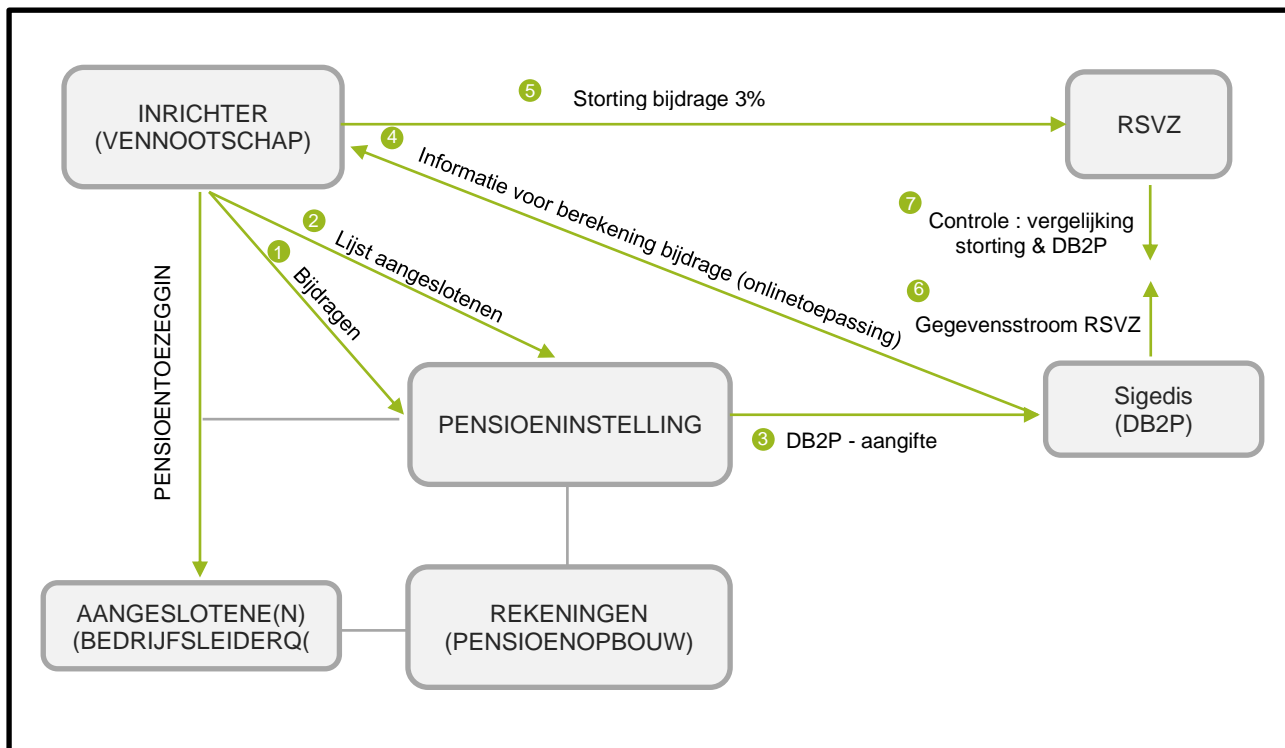 5
Storting bijdrage 3%
INRICHTER
(VENNOOTSCHAP)
RSVZ
4
Informatie voor berekening bijdrage (onlinetoepassing)
7
Controle : vergelijking
storting & DB2P
2
Lijst aangeslotenen
1
Bijdragen
6
Gegevensstroom RSVZ
PENSIOENTOEZEGGIN
PENSIOENINSTELLING
Sigedis
(DB2P)
3
DB2P - aangifte
AANGESLOTENE(N)
(BEDRIJFSLEIDERQ(
REKENINGEN
(PENSIOENOPBOUW)